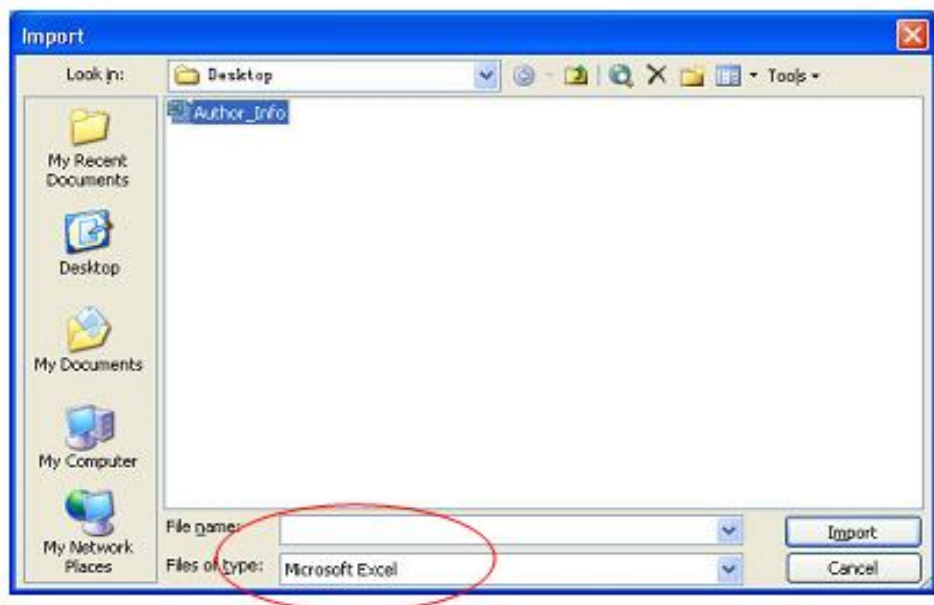 Import
Look in:
Desktop
Tools
Author_Info
My Recent
Documents
Desktop
My Documents
My Computer
My Network
Places
File name:
Import
Files of type:
Microsoft Excel
Cancel